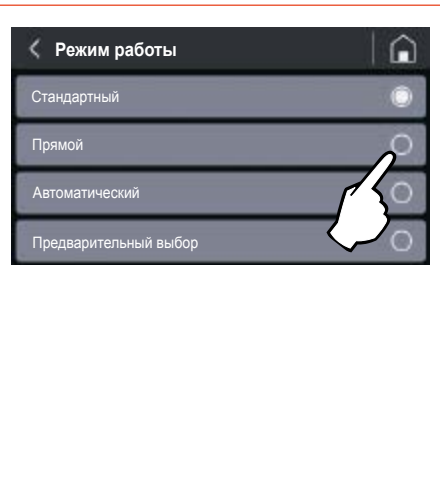 Режим работы
Стандартный
Прямой
Автоматический
Предварительный выбор